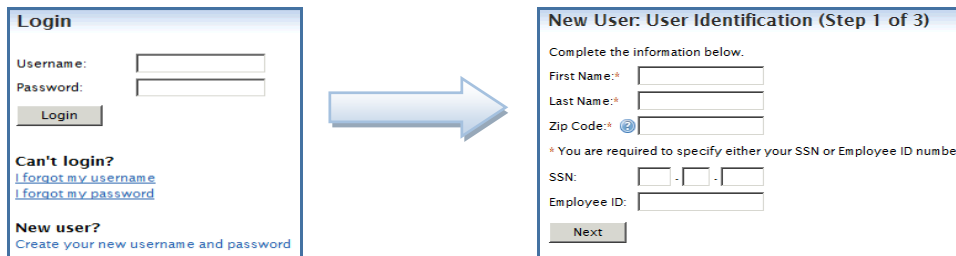 Login
Username:
Password:
Login
Can't login?
I forgot my username
I forgot my password
New user?
Create your new username and password
New User: User Identification (Step 1 of 3)
Complete the information below.
First Name:*
Last Name:*
Zip Code:* ?
* You are required to specify either your SSN or Employee ID numbe
SSN: - -
Employee ID:
Next